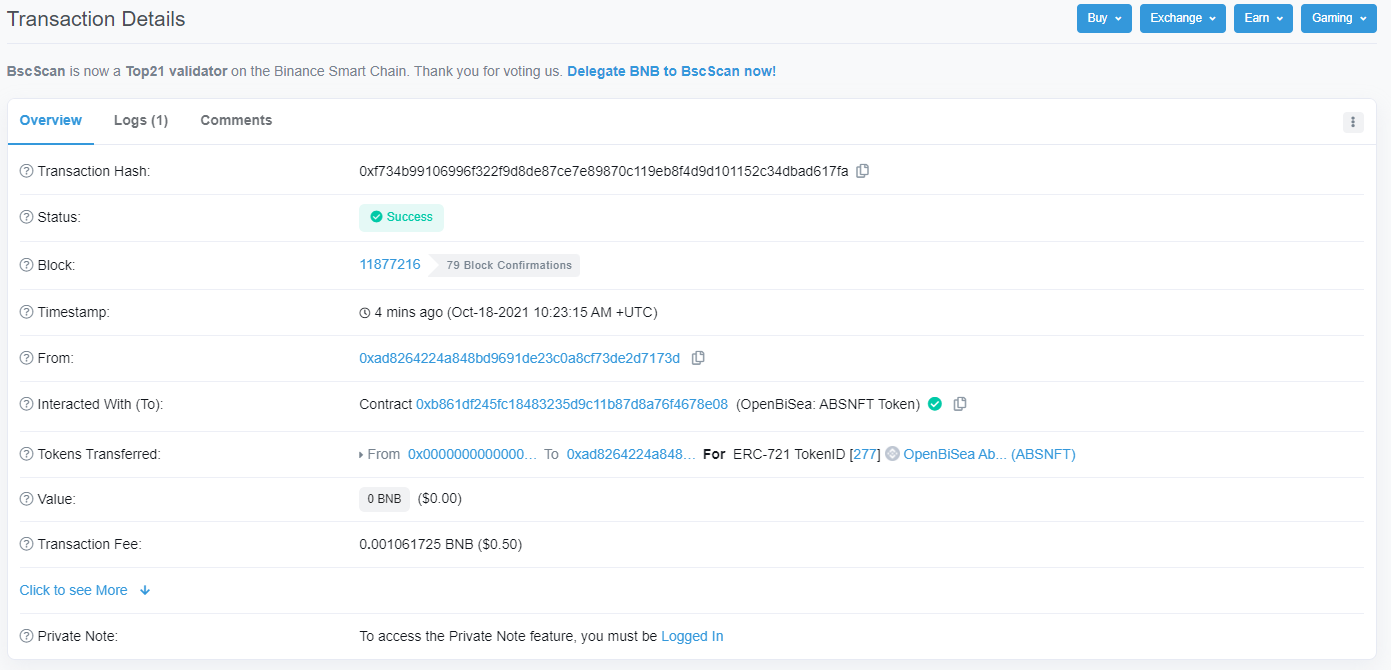 Transaction Details
Buy Exchange Earn Gaming
BscScan is now a Top21 validator on the Binance Smart Chain. Thank you for voting us. Delegate BNB to BscScan now!
Overview Logs (1) Comments
Transaction Hash: 0xf734b99106996f322f9d8de87ce7e89870c119eb8f4d9d101152c34dbad617fa
Status: Success
Block: 11877216 79 Block Confirmations
Timestamp: 4 mins ago (Oct-18-2021 10:23:15 AM +UTC)
From: 0xad8264224a848bd9691de23c0a8cf73de2d7173d
Interacted With (To): Contract 0xb861df245fc18483235d9c11b87d8a76f4678e08 (OpenBiSea: ABSNFT Token)
Tokens Transferred: From 0x0000000000000... To 0xad8264224a848... For ERC-721 TokenID [277] OpenBiSea Ab... (ABSNFT)
Value: 0 BNB ($0.00)
Transaction Fee: 0.001061725 BNB ($0.50)
Click to see More
Private Note: To access the Private Note feature, you must be Logged In